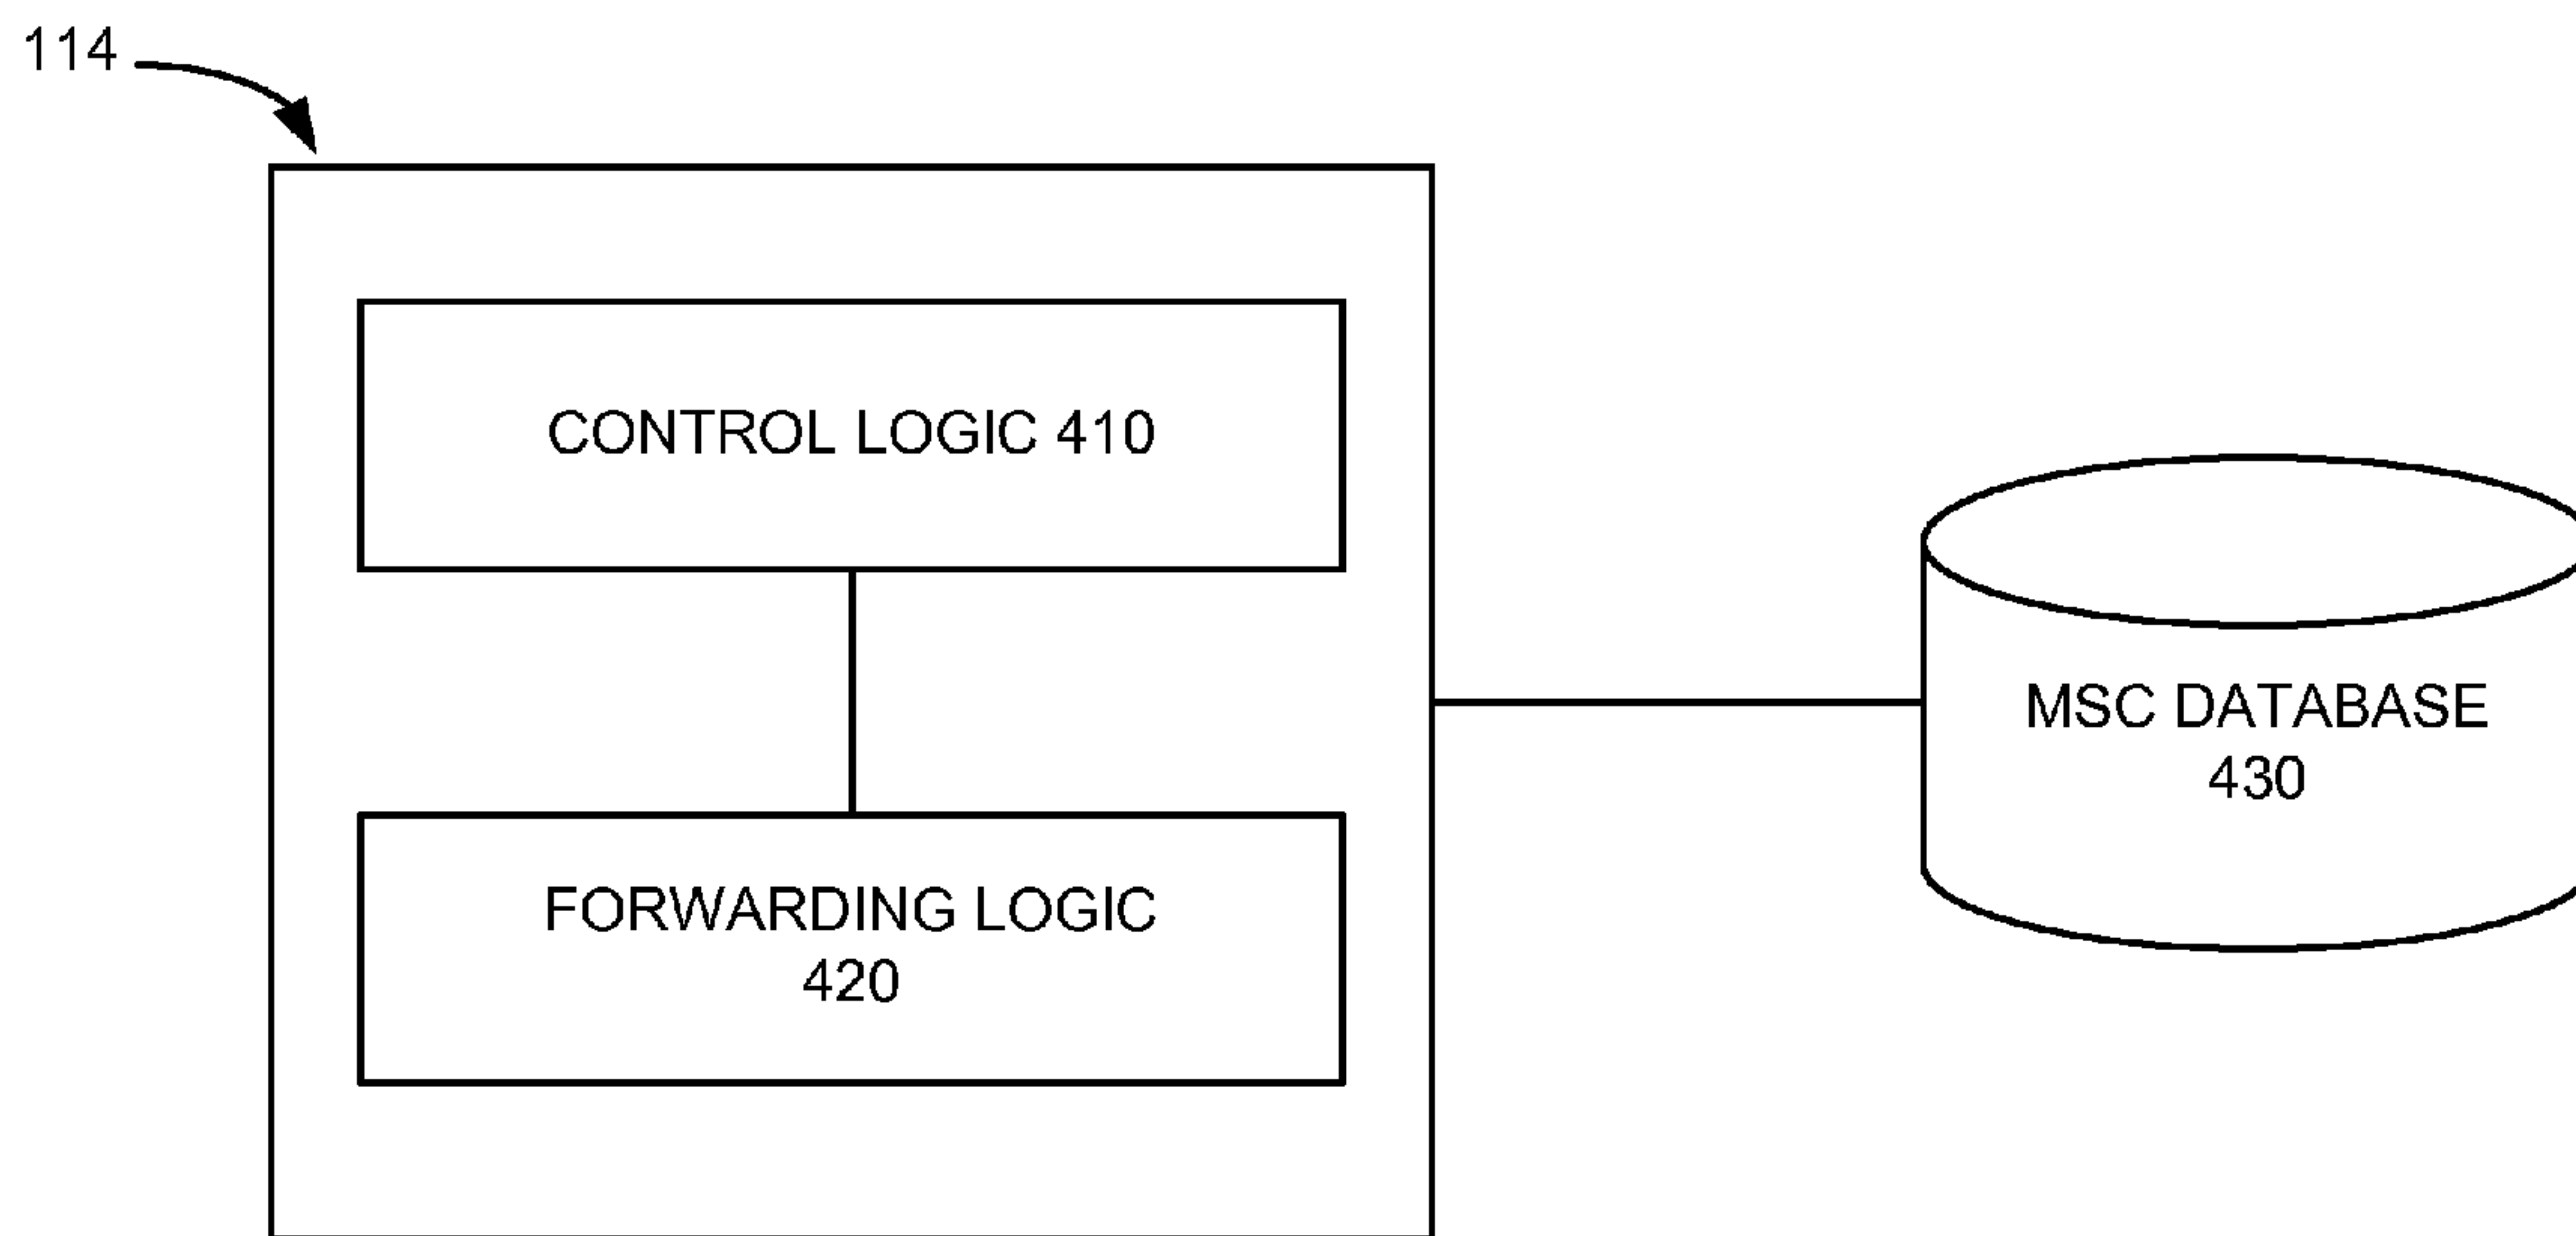 114
CONTROL LOGIC 410
FORWARDING LOGIC
420
MSC DATABASE
430